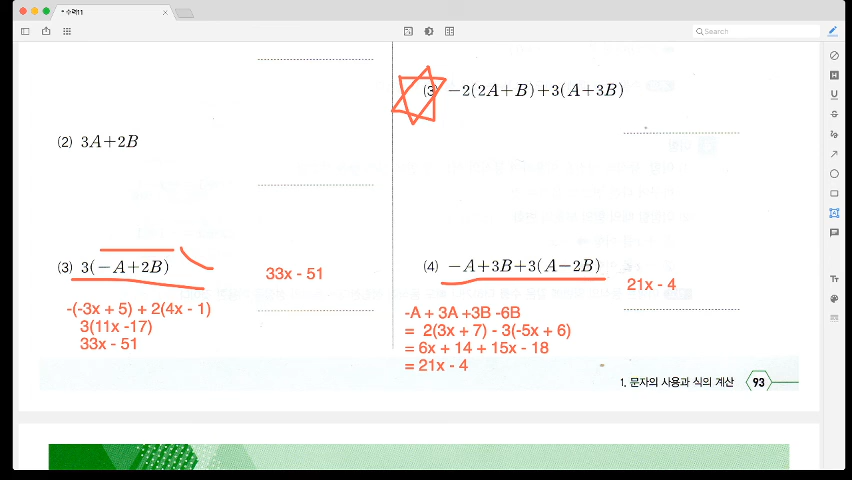 • 수력11
Search
(3) −2(2A+B)+3(A+3B)
(2) 3A+2B
(3) 3(−A+2B)
33x - 51
-(-3x + 5) + 2(4x - 1)
3(11x -17)
33x - 51
(4) −A+3B+3(A−2B)
21x - 4
-A + 3A +3B -6B
= 2(3x + 7) - 3(-5x + 6)
= 6x + 14 + 15x - 18
= 21x - 4
1. 문자의 사용과 식의 계산 93